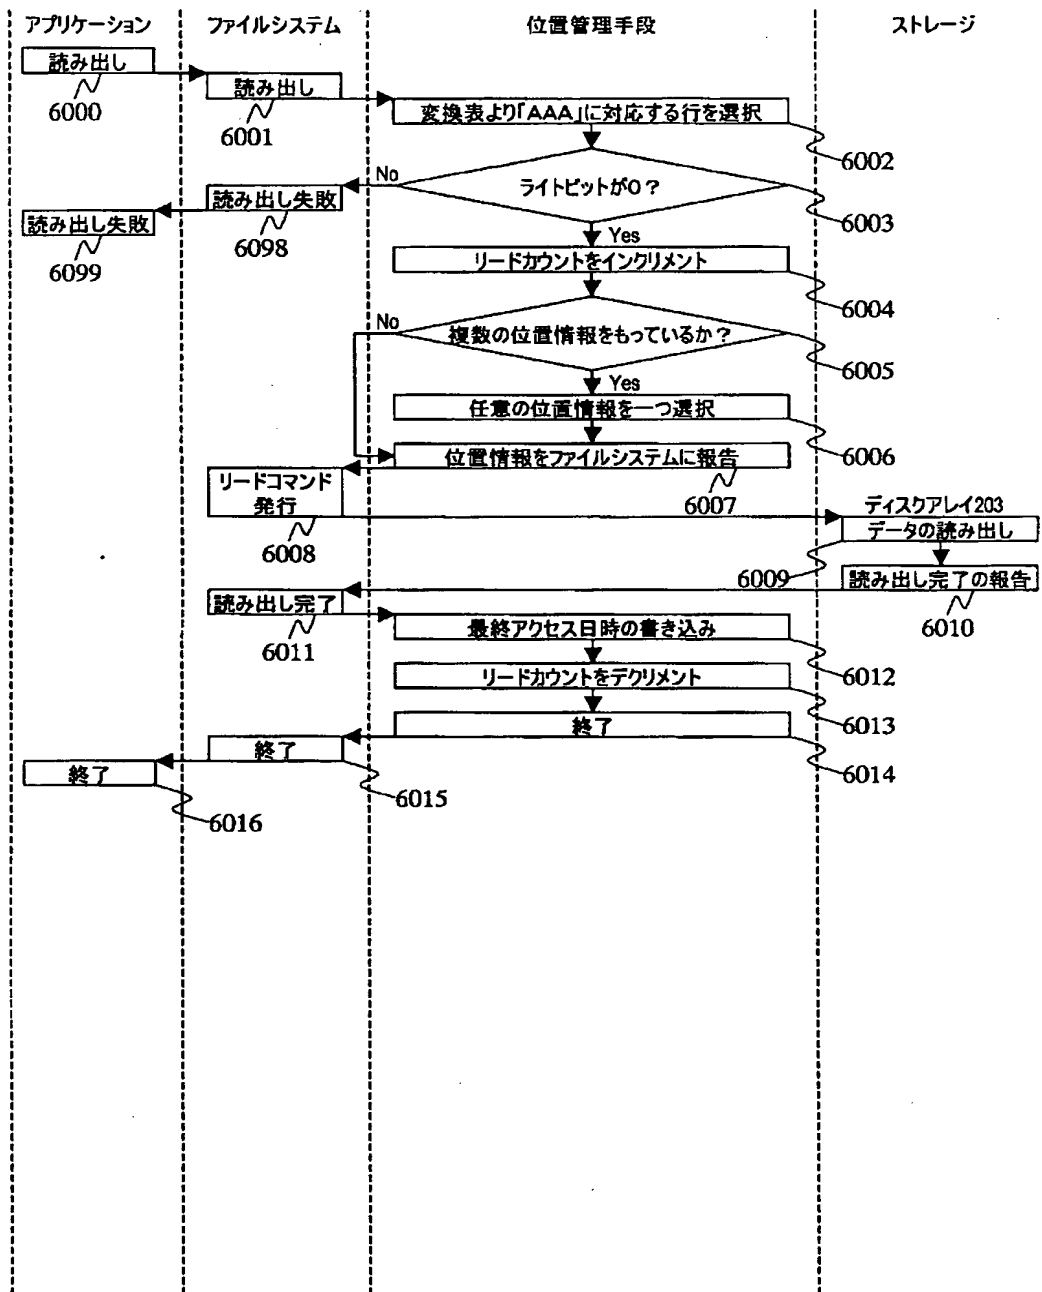 アプリケーション
ファイルシステム
位置管理手段
ストレージ
読み出し
6000
読み出し
6001
変換表より「AAA」に対応する行を選択
6002
ライトビットが0?
No
Yes
6003
読み出し失敗
6098
読み出し失敗
6099
リードカウントをインクリメント
6004
複数の位置情報をもっているか?
No
Yes
6005
任意の位置情報を一つ選択
6006
位置情報をファイルシステムに報告
6007
リードコマンド
発行
6008
ディスクアレイ203
データの読み出し
6009
読み出し完了の報告
6010
読み出し完了
6011
最終アクセス日時の書き込み
6012
リードカウントをデクリメント
6013
終了
6014
終了
6015
終了
6016